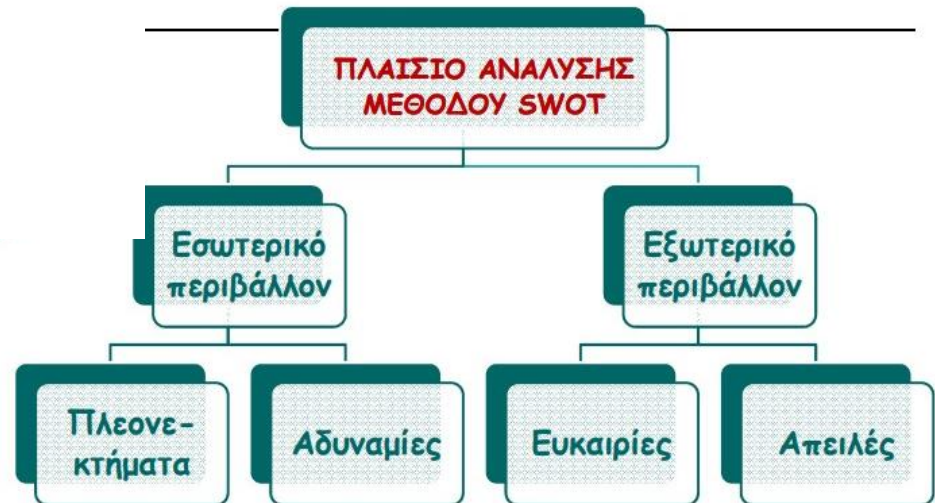 ΠΛΑΙΣΙΟ ΑΝΑΛΥΣΗΣ
ΜΕΘΟΔΟΥ SWOT
Εσωτερικό
περιβάλλον
Εξωτερικό
περιβάλλον
Πλεονε-
κτήματα
Αδυναμίες
Ευκαιρίες
Απειλές